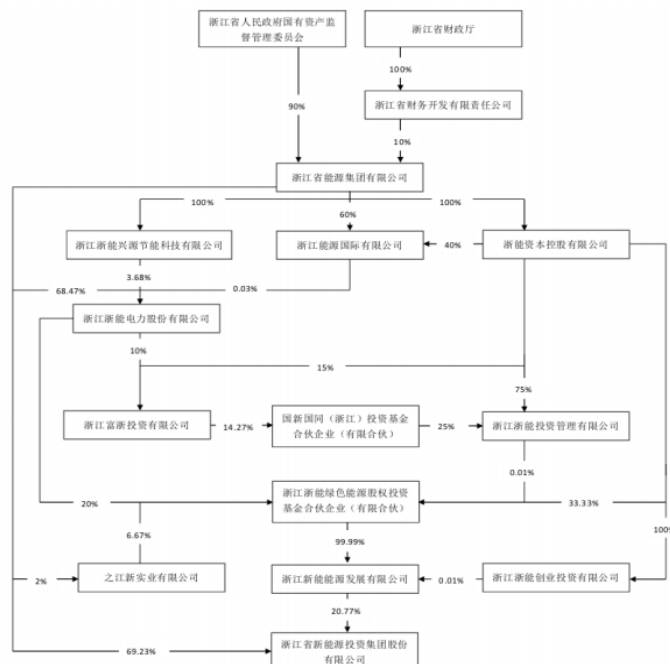 浙江省人民政府国有资产监
督管理委员会
浙江省财政厅
100%
90%
浙江省财务开发有限责任公司
10%
浙江省能源集团有限公司
100%
60%
100%
浙江浙能兴源节能科技有限公司
浙江能源国际有限公司
40%
浙能资本控股有限公司
3.68%
68.47%
0.03%
浙江浙能电力股份有限公司
10%
15%
75%
浙江富浙投资有限公司
14.27%
国新国同（浙江）投资基金
合伙企业（有限合伙）
25%
浙江浙能投资管理有限公司
0.01%
20%
浙江浙能绿色能源股权投资
基金合伙企业（有限合伙）
33.33%
6.67%
99.99%
100%
2%
之江新实业有限公司
浙江新能能源发展有限公司
0.01%
浙江浙能创业投资有限公司
20.77%
69.23%
浙江省新能源投资集团股份
有限公司